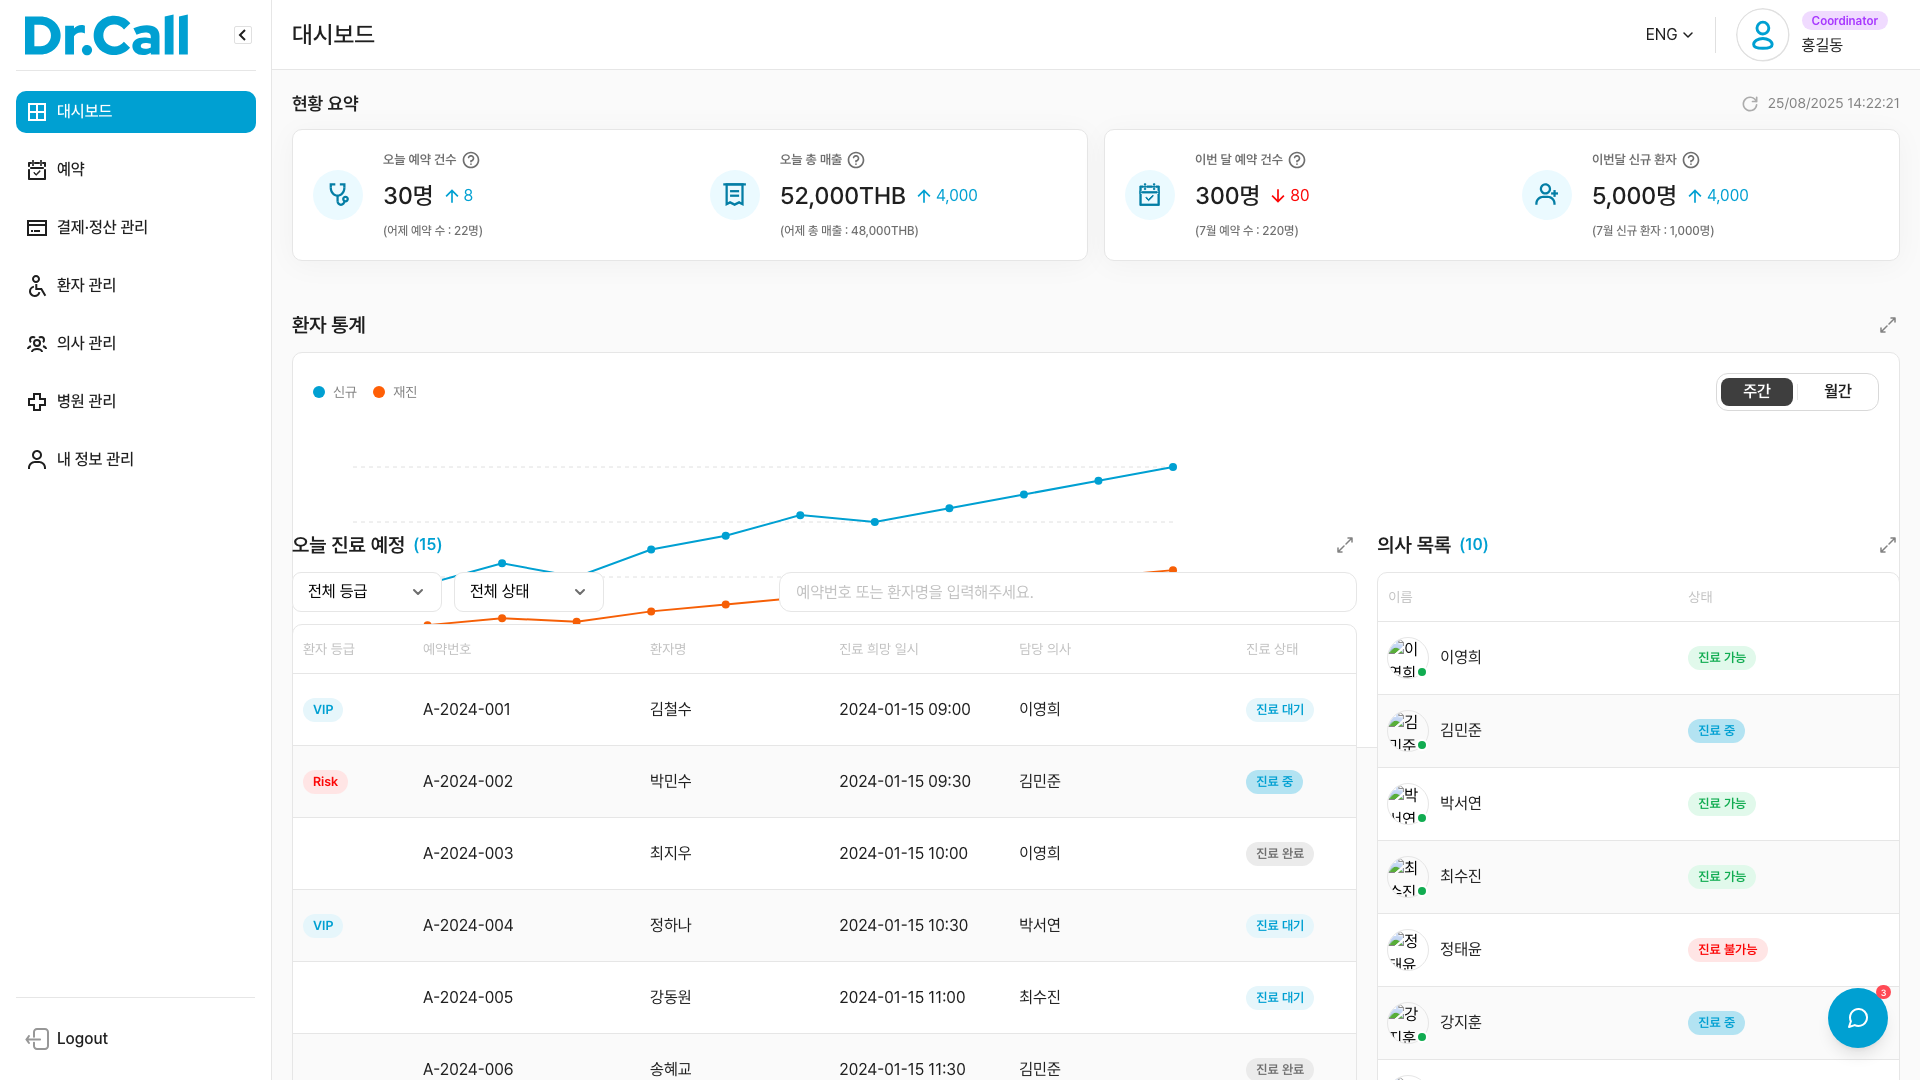 Dr.Call
대시보드
예약
결제·정산 관리
환자 관리
의사 관리
병원 관리
내 정보 관리
Logout
대시보드
ENG
Coordinator
홍길동
현황 요약
25/08/2025 14:22:21
오늘 예약 건수
30명 8
(어제 예약 수 : 22명)
오늘 총 매출
52,000THB 4,000
(어제 총 매출 : 48,000THB)
이번 달 예약 건수
300명 80
(7월 예약 수 : 220명)
이번달 신규 환자
5,000명 4,000
(7월 신규 환자 : 1,000명)
환자 통계
신규 재진
주간 월간
오늘 진료 예정 (15)
전체 등급 전체 상태 예약번호 또는 환자명을 입력해주세요.
환자 등급 예약번호 환자명 진료 희망 일시 담당 의사 진료 상태
VIP A-2024-001 김철수 2024-01-15 09:00 이영희 진료 대기
Risk A-2024-002 박민수 2024-01-15 09:30 김민준 진료 중
A-2024-003 최지우 2024-01-15 10:00 이영희 진료 완료
VIP A-2024-004 정하나 2024-01-15 10:30 박서연 진료 대기
A-2024-005 강동원 2024-01-15 11:00 최수진 진료 대기
A-2024-006 송혜교 2024-01-15 11:30 김민준 진료 완료
의사 목록 (10)
이름 상태
이영희 이영희 진료 가능
김민준 김민준 진료 중
박서연 박서연 진료 가능
최수진 최수진 진료 가능
정태윤 정태윤 진료 불가능
강지훈 강지훈 진료 중
3